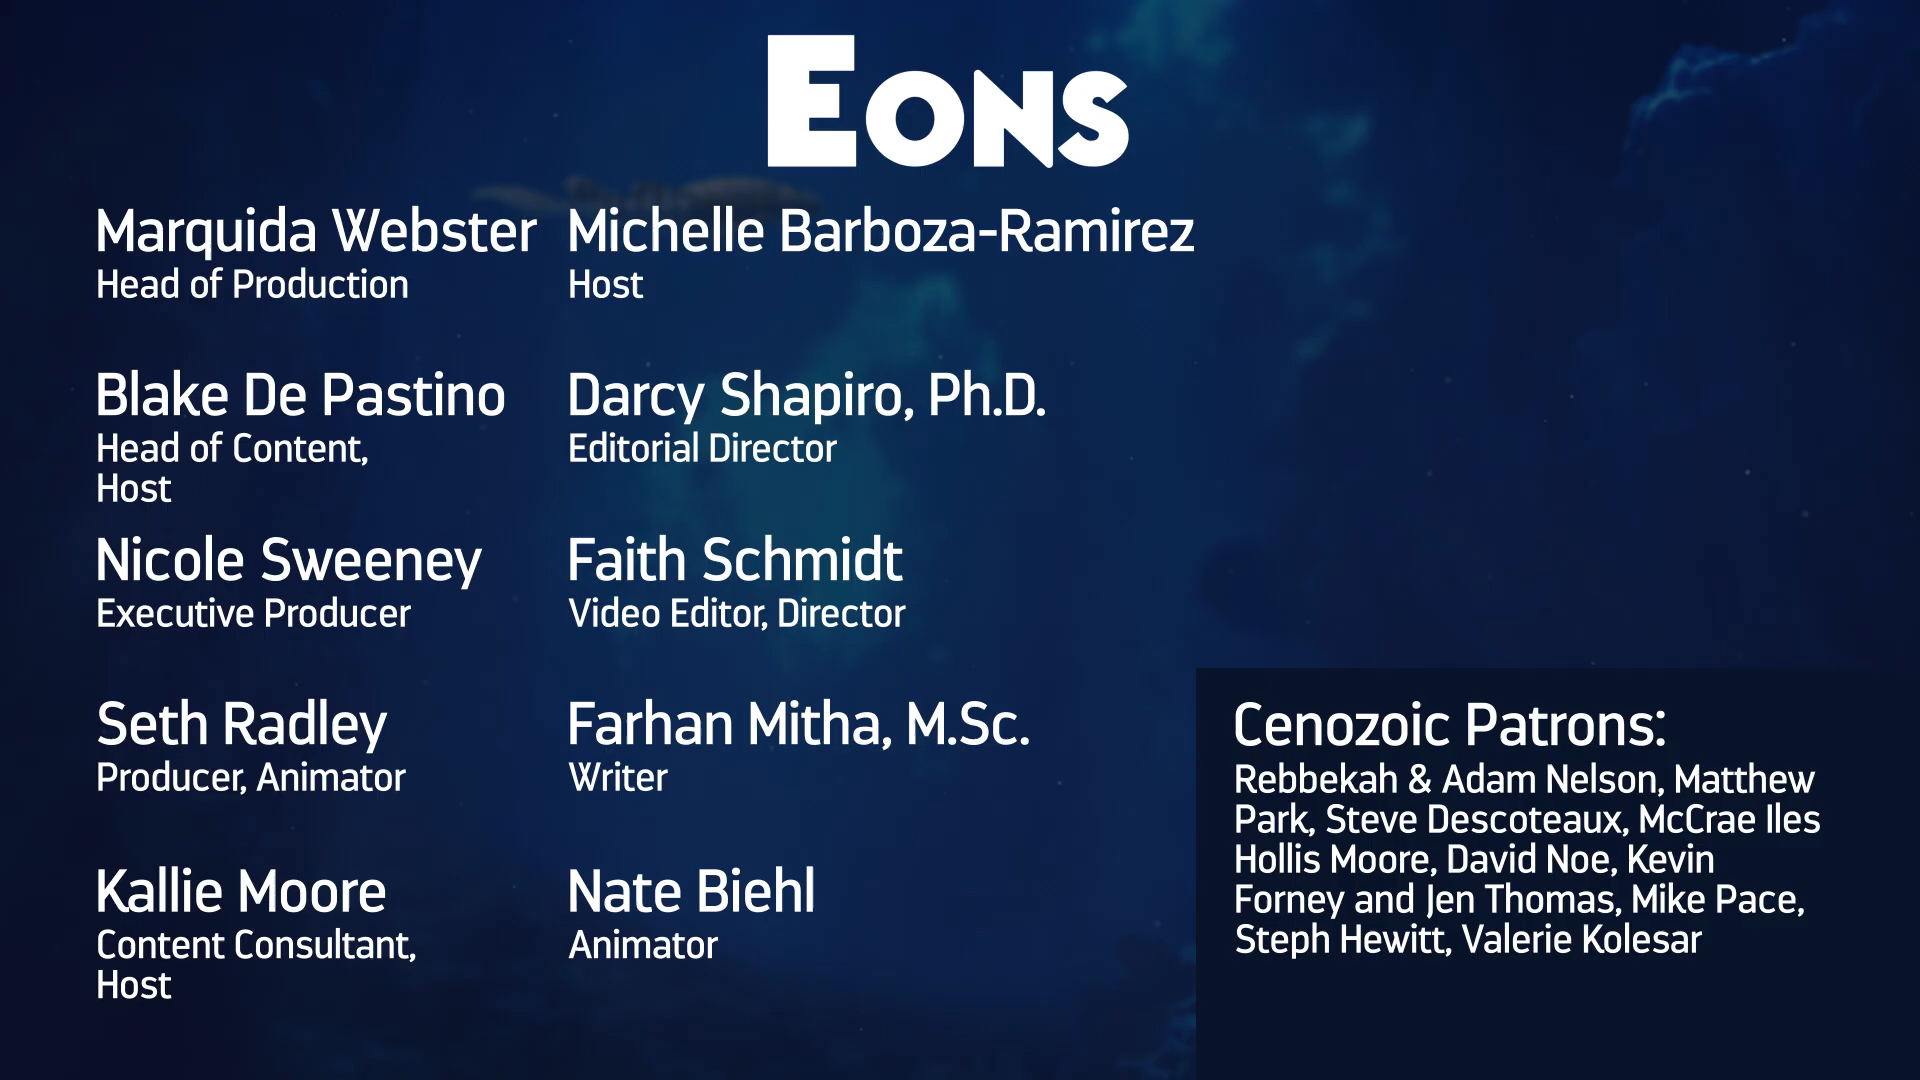 Eons
Marquida Webster
Head of Production
Michelle Barboza-Ramirez
Host
Blake De Pastino
Head of Content,
Host
Darcy Shapiro, Ph.D.
Editorial Director
Nicole Sweeney
Executive Producer
Faith Schmidt
Video Editor, Director
Seth Radley
Producer, Animator
Farhan Mitha, M.Sc.
Writer
Kallie Moore
Content Consultant,
Host
Nate Biehl
Animator
Cenozoic Patrons:
Rebbekah & Adam Nelson, Matthew
Park, Steve Descoteaux, McCrae Iles
Hollis Moore, David Noe, Kevin
Forney and Jen Thomas, Mike Pace,
Steph Hewitt, Valerie Kolesar